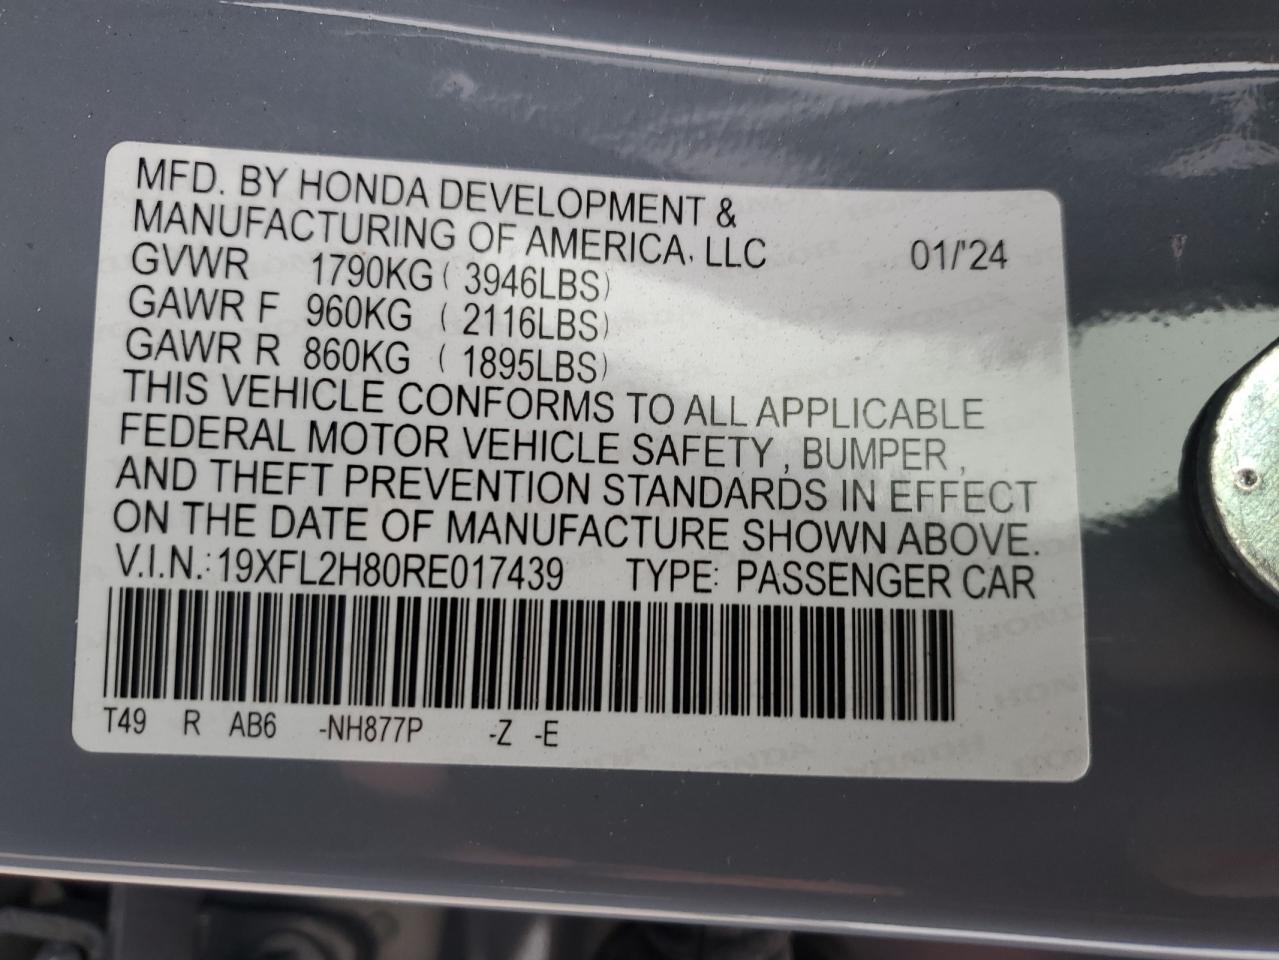 MFD. BY HONDA DEVELOPMENT &
MANUFACTURING OF AMERICA, LLC 01/'24
GVWR 1790KG ( 3946LBS)
GAWR F 960KG ( 2116LBS)
GAWR R 860KG ( 1895LBS)
THIS VEHICLE CONFORMS TO ALL APPLICABLE
FEDERAL MOTOR VEHICLE SAFETY , BUMPER ,
AND THEFT PREVENTION STANDARDS IN EFFECT
ON THE DATE OF MANUFACTURE SHOWN ABOVE.
V.I.N.: 19XFL2H80RE017439 TYPE: PASSENGER CAR
T49 R AB6 -NH877P -Z -E